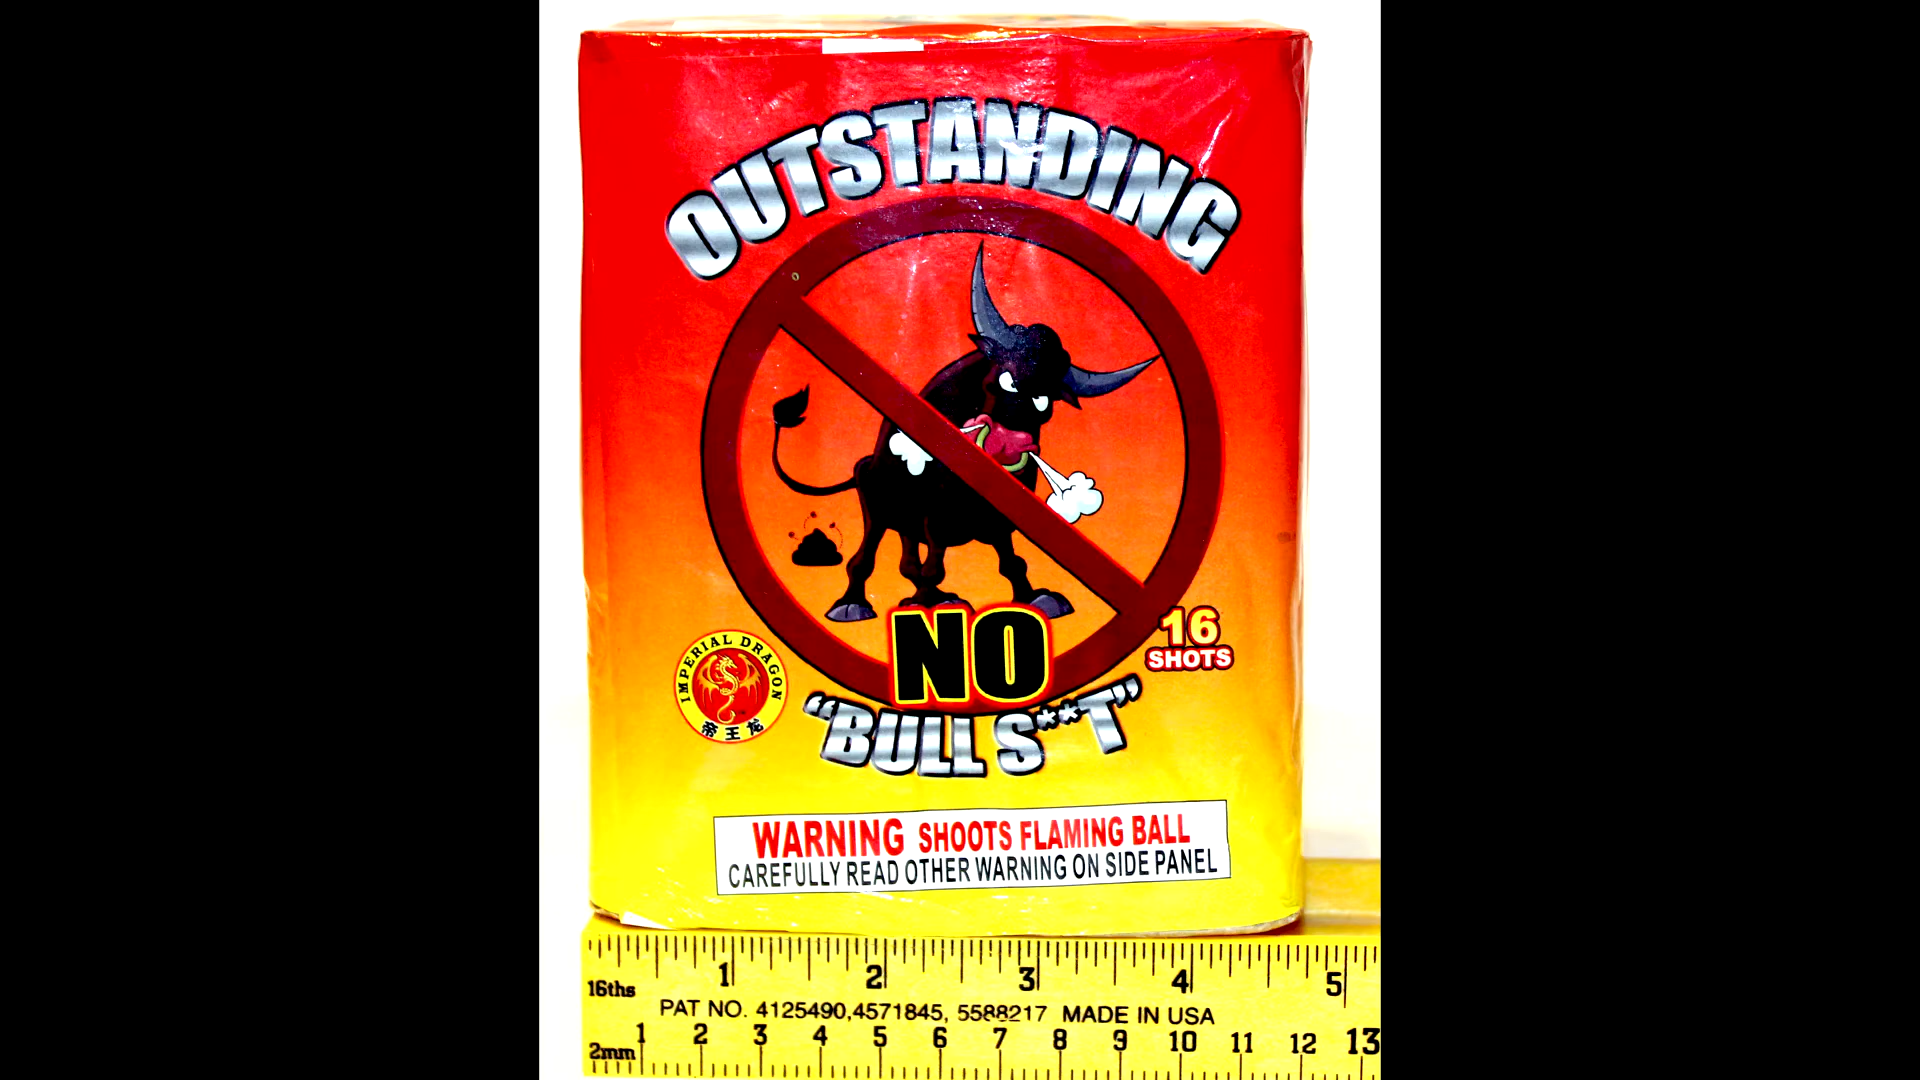 OUTSTANDING
NO
"BULL S**T"
16
SHOTS
IMPERIAL DRAGON
帝王龙
WARNING SHOOTS FLAMING BALL
CAREFULLY READ OTHER WARNING ON SIDE PANEL
1 2 3 4 5
16ths
PAT NO. 4125490,4571845, 5588217 MADE IN USA
1 2 3 4 5 6 7 8 9 10 11 12 13
2mm